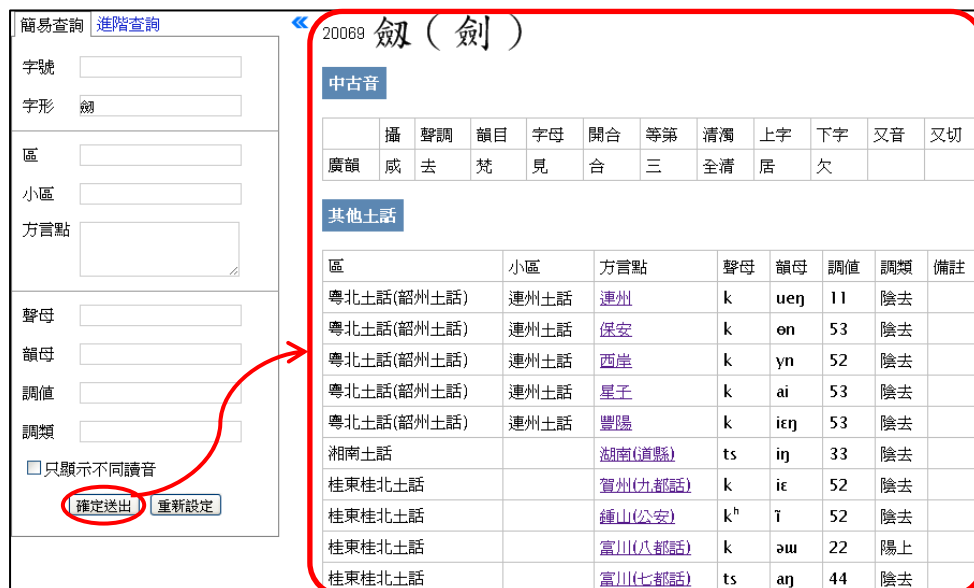 簡易查詢 進階查詢
字號
字形 劒
區
小區
方言點
聲母
韻母
調值
調類
只顯示不同讀音
確定送出 重新設定
20069 劒 ( 劍 )
中古音
攝 聲調 韻目 字母 開合 等第 清濁 上字 下字 又音 又切
廣韻 咸 去 梵 見 合 三 全清 居 欠
其他土話
區 小區 方言點 聲母 韻母 調值 調類 備註
粵北土話(韶州土話) 連州土話 連州 k ueŋ 11 陰去
粵北土話(韶州土話) 連州土話 保安 k ɵn 53 陰去
粵北土話(韶州土話) 連州土話 西岸 k yn 52 陰去
粵北土話(韶州土話) 連州土話 星子 k ai 53 陰去
粵北土話(韶州土話) 連州土話 豐陽 k iɛŋ 53 陰去
湘南土話 湖南(道縣) ts iŋ 33 陰去
桂東桂北土話 賀州(九都話) k iɛ 52 陰去
桂東桂北土話 鍾山(公安) kʰ ĩ 52 陰去
桂東桂北土話 富川(八都話) k əɯ 22 陽上
桂東桂北土話 富川(七都話) ts aŋ 44 陰去